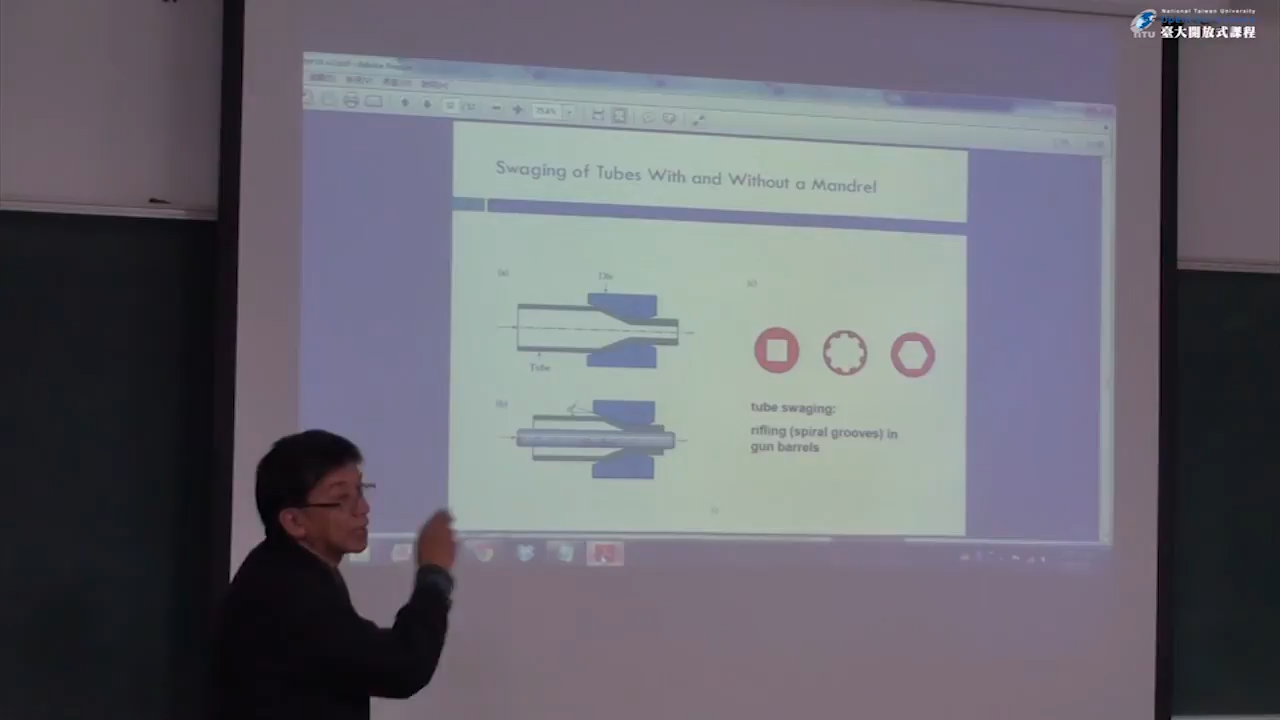 National Taiwan University
NTU
臺大開放式課程
Swaging of Tubes With and Without a Mandrel
(a)
Die
Tube
(b)
(c)
tube swaging:
rifling (spiral grooves) in
gun barrels